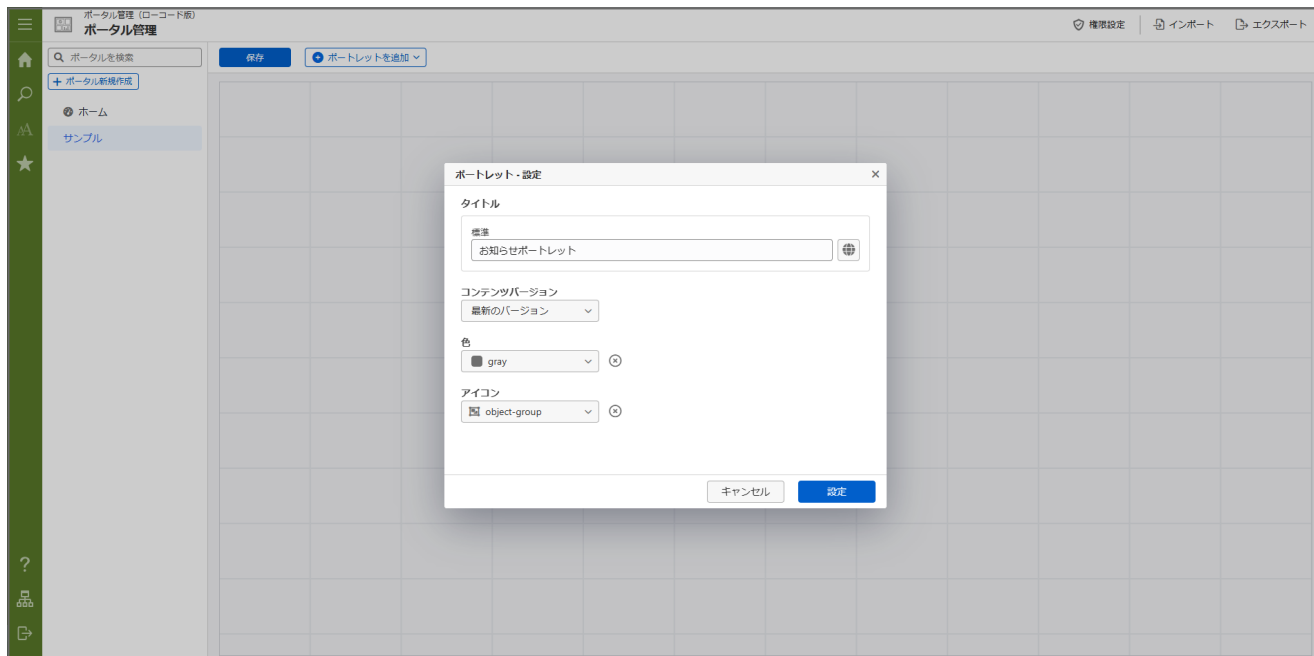 ポータル管理（ローコード版）
ポータル管理
権限設定
インポート
エクスポート
ポータルを検索
保存
ポートレットを追加
ポータル新規作成
ホーム
サンプル
ポートレット - 設定
タイトル
標準
お知らせポートレット
コンテンツバージョン
最新のバージョン
色
gray
アイコン
object-group
キャンセル
設定